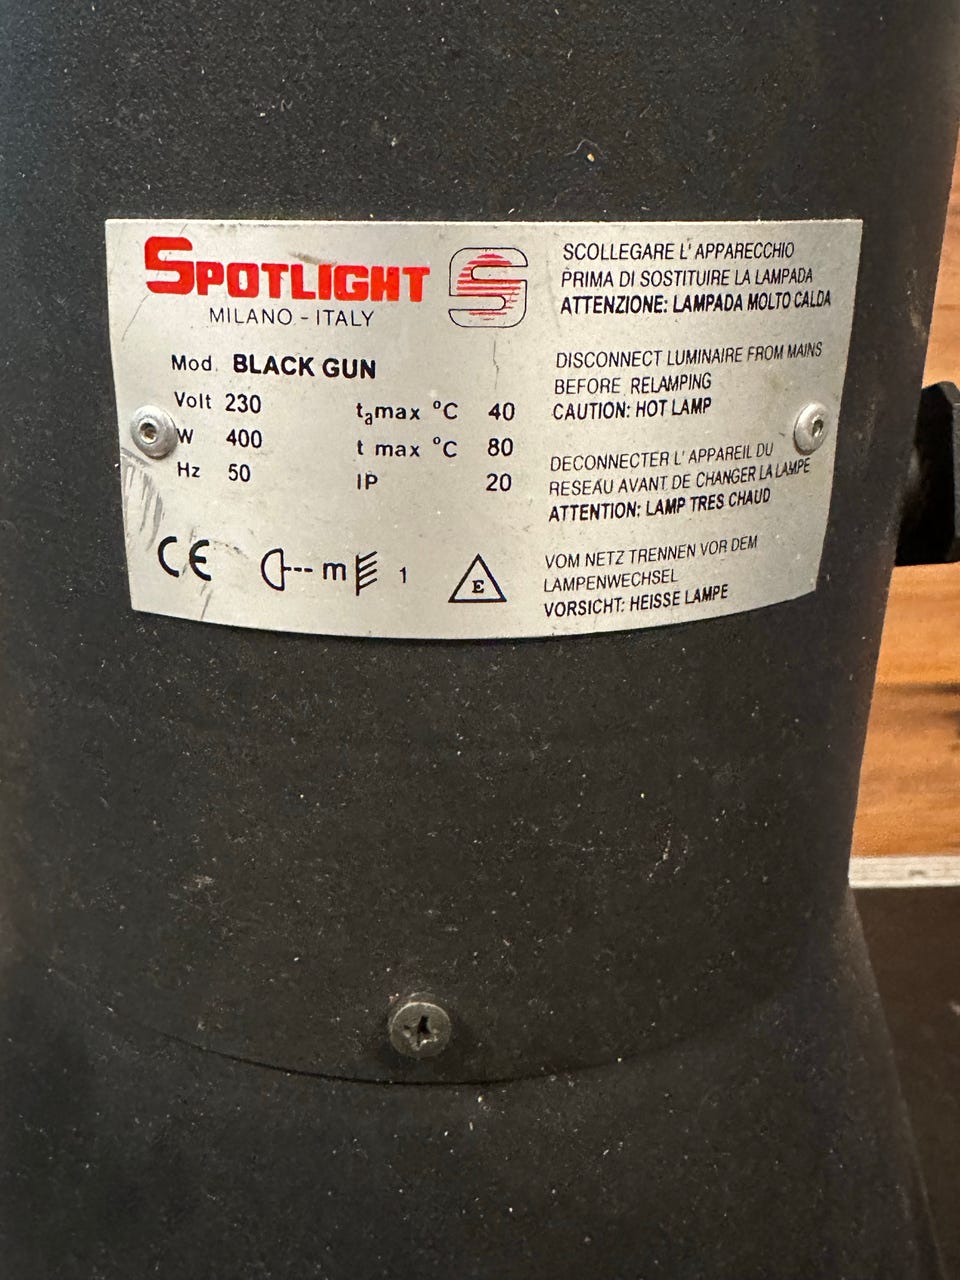 SPOTLIGHT
MILANO - ITALY
Mod. BLACK GUN
Volt 230
W 400
Hz 50
tamax °C 40
t max °C 80
IP 20
CE
m 1
E
SCOLLEGARE L' APPARECCHIO
PRIMA DI SOSTITUIRE LA LAMPADA
ATTENZIONE: LAMPADA MOLTO CALDA
DISCONNECT LUMINAIRE FROM MAINS
BEFORE RELAMPING
CAUTION: HOT LAMP
DECONNECTER L' APPAREIL DU
RESEAU AVANT DE CHANGER LA LAMPE
ATTENTION: LAMP TRES CHAUD
VOM NETZ TRENNEN VOR DEM
LAMPENWECHSEL
VORSICHT: HEISSE LAMPE